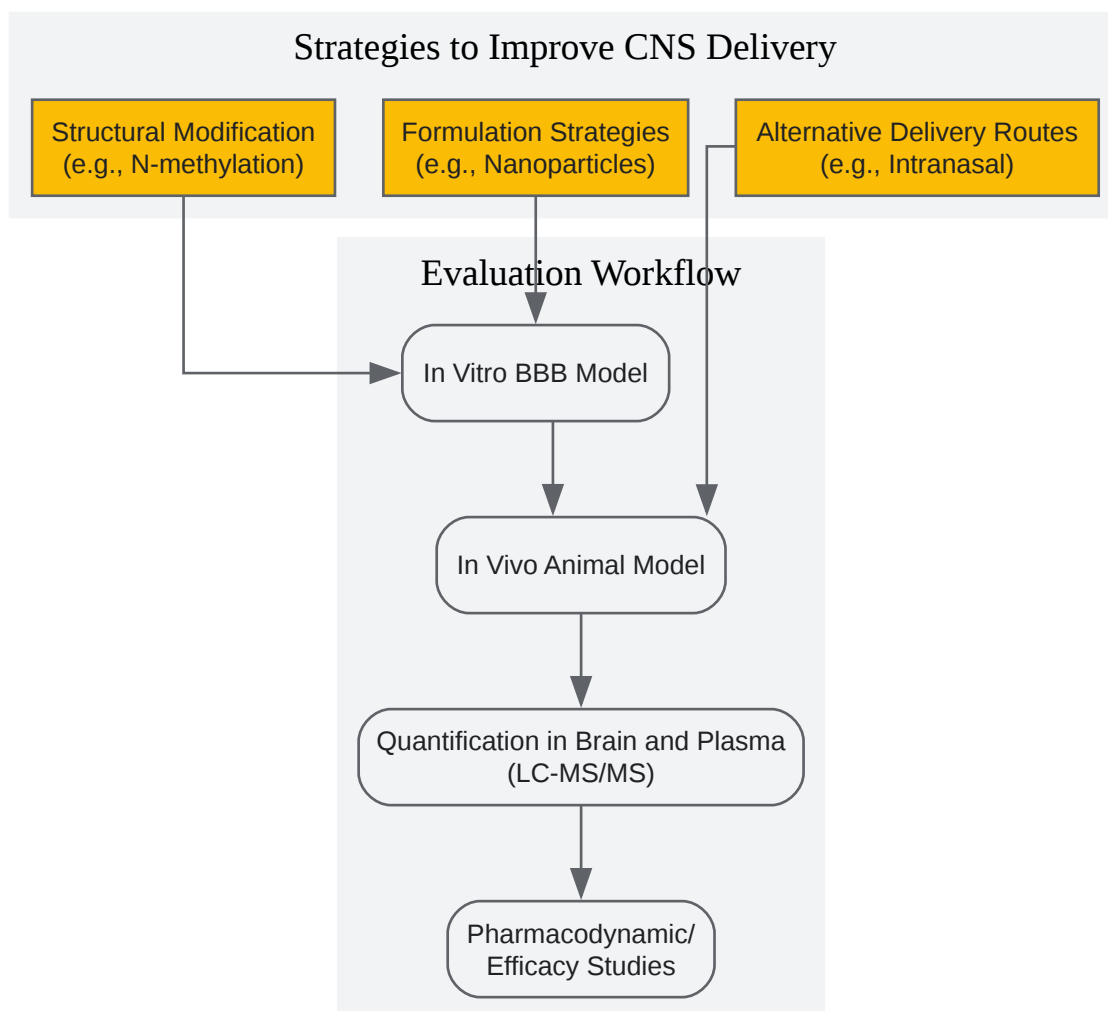 Strategies to Improve CNS Delivery
Structural Modification
(e.g., N-methylation)
Formulation Strategies
(e.g., Nanoparticles)
Alternative Delivery Routes
(e.g., Intranasal)
Evaluation Workflow
In Vitro BBB Model
In Vivo Animal Model
Quantification in Brain and Plasma
(LC-MS/MS)
Pharmacodynamic/
Efficacy Studies